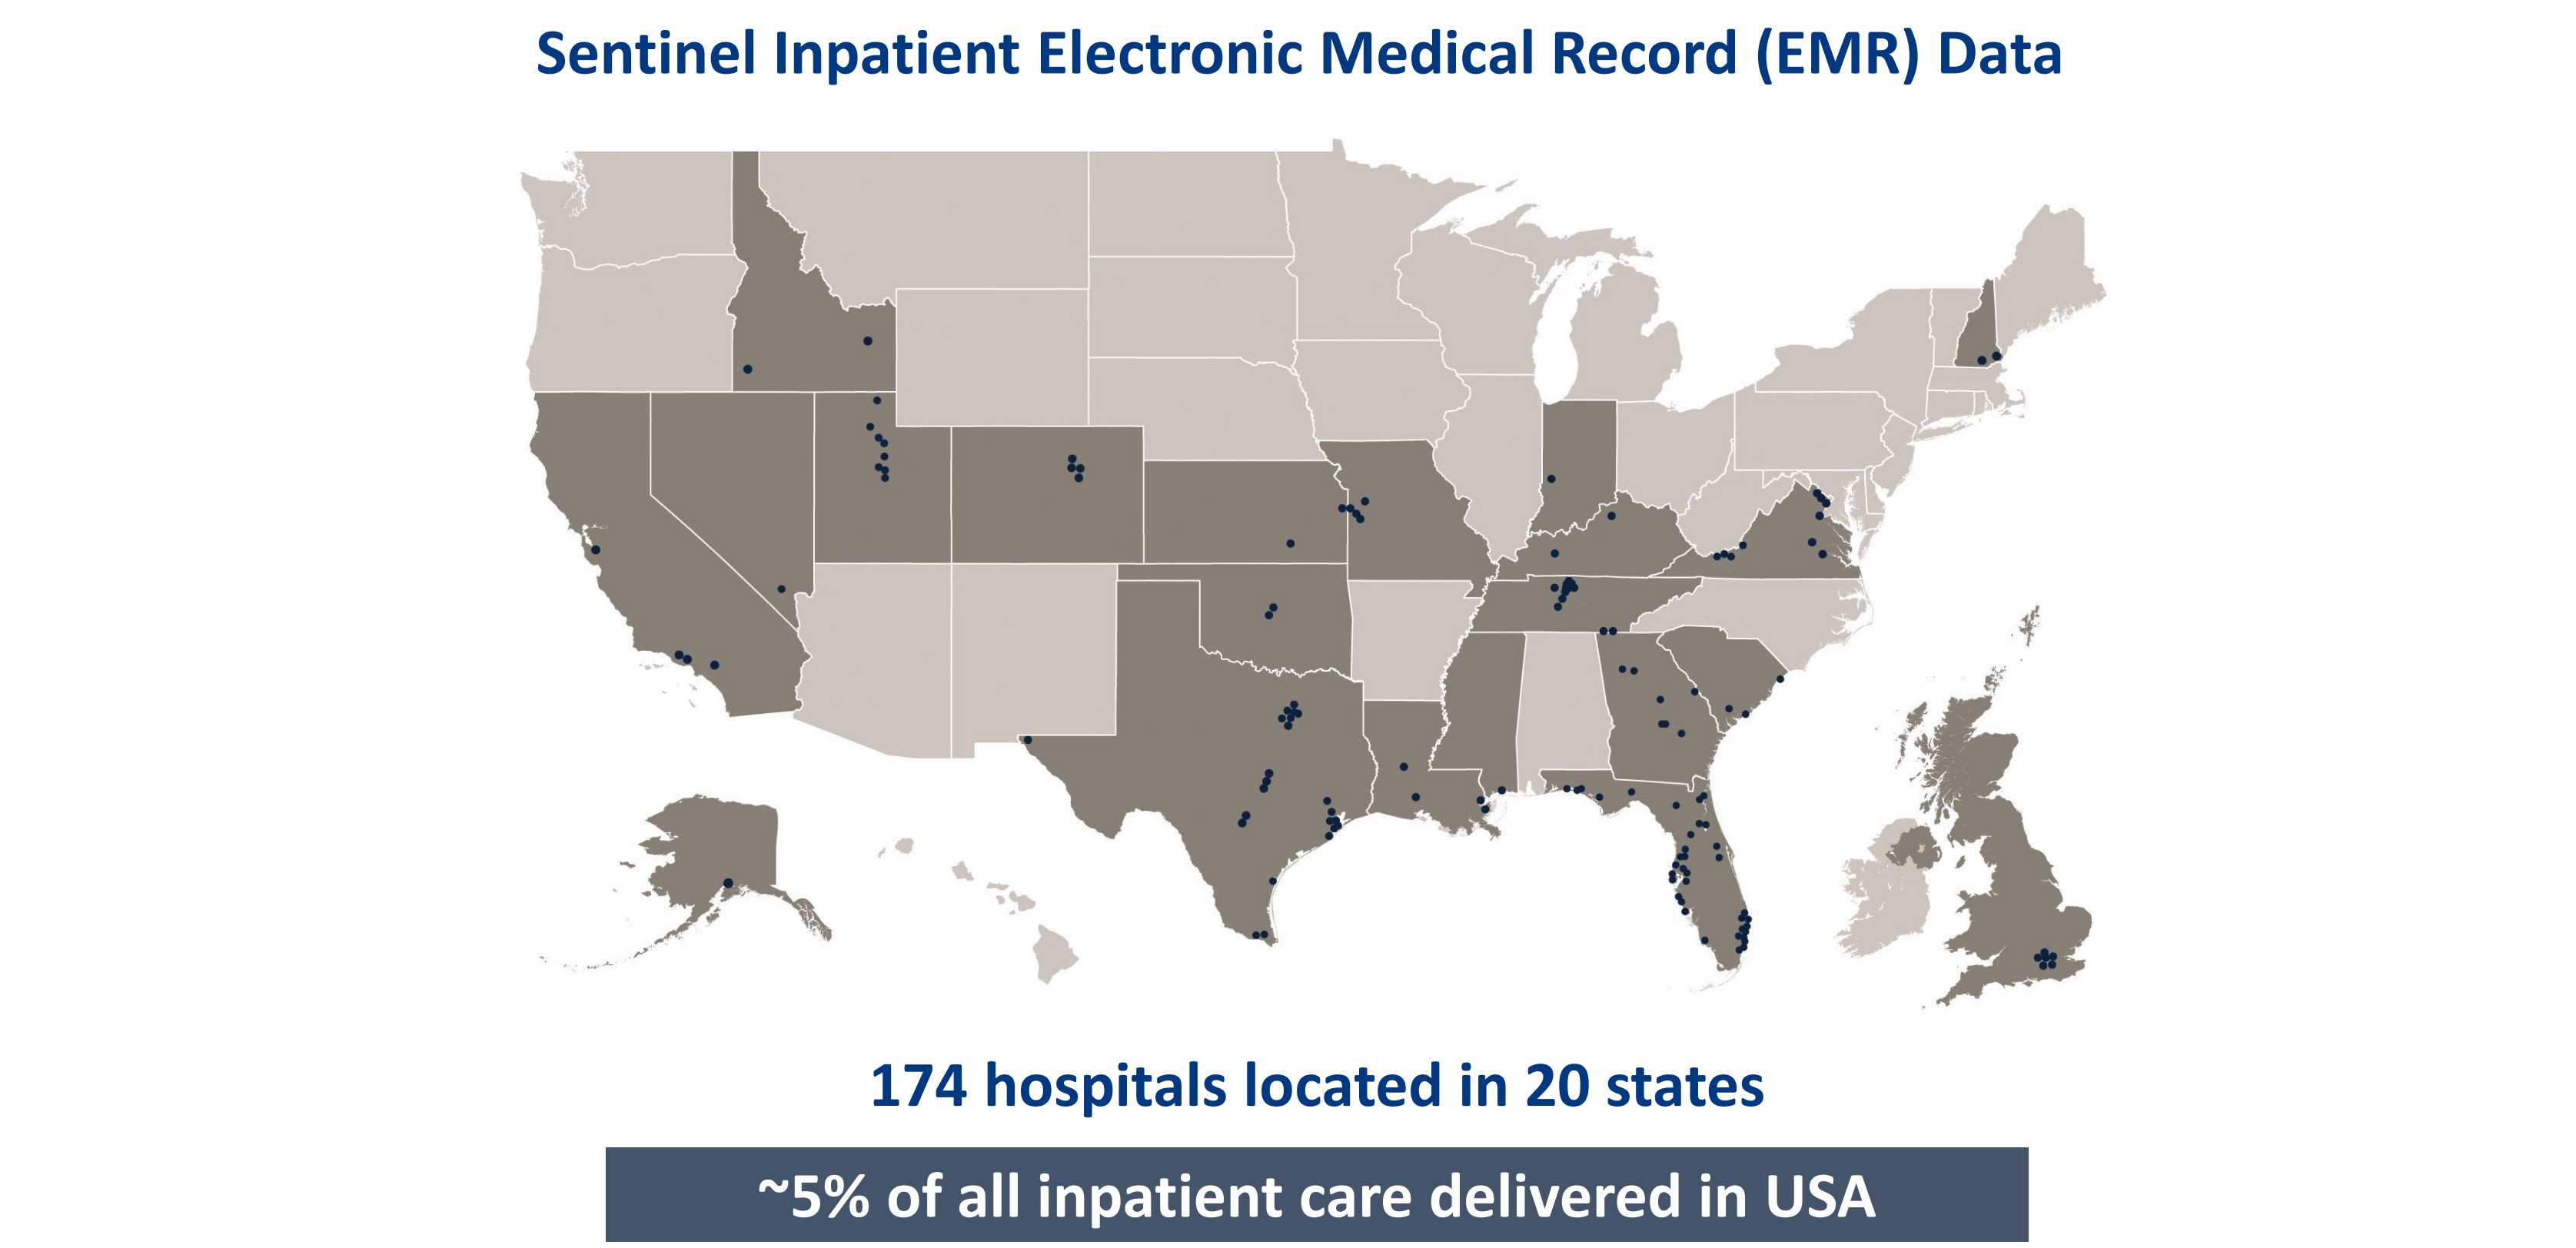 Sentinel Inpatient Electronic Medical Record (EMR) Data
174 hospitals located in 20 states
~5% of all inpatient care delivered in USA